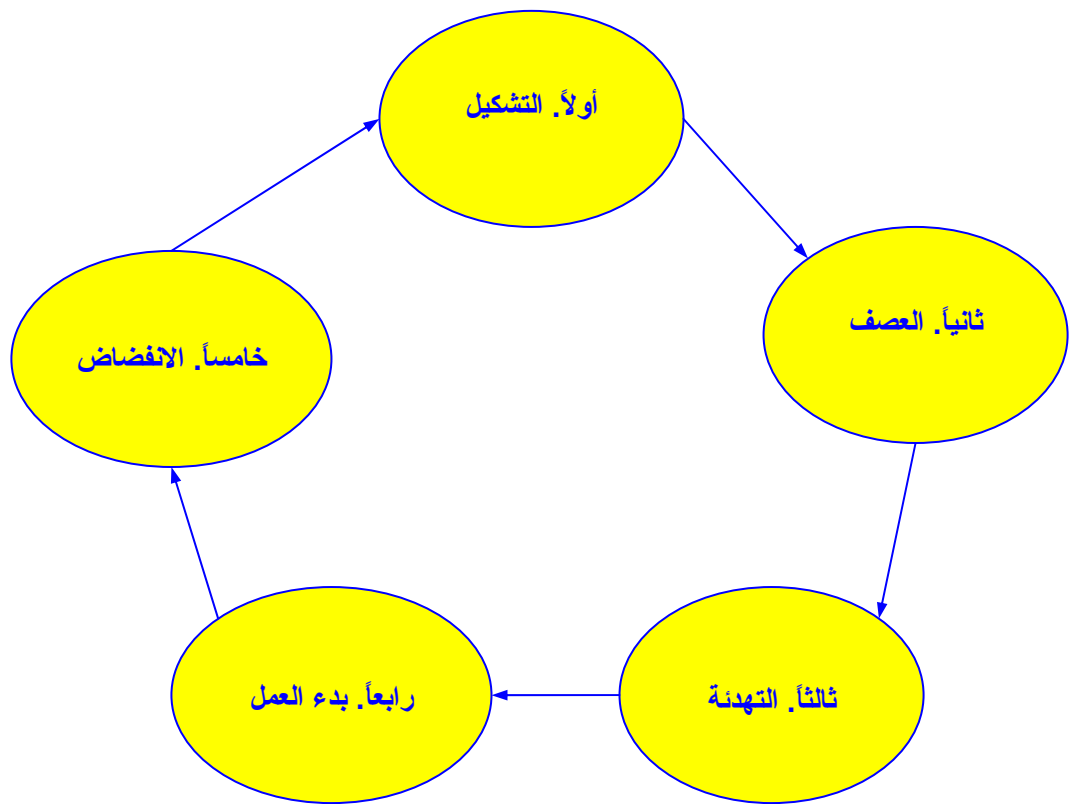 أولاً. التشكيل
ثانياً. العصف
ثالثاً. التهدئة
رابعاً. بدء العمل
خامساً. الانفضاض